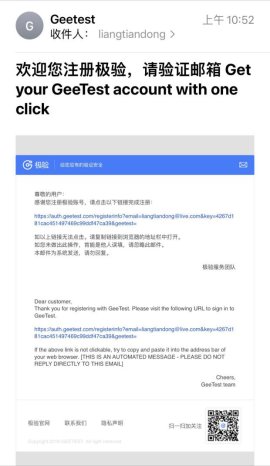 G
Geetest
上午 10:52
收件人： liangtiandong >
欢迎您注册极验，请验证邮箱 Get
your GeeTest account with one
click
极验
尊敬的用户：
感谢您注册极验账号，请点击以下链接完成注册：
https://auth.geetest.com/registerinfo?email=liangtiandong@live.com&key=4267d1
81cac451497469c99ddf47ca39&geetest=
如以上链接无法点击，请复制链接到浏览器的地址栏中打开。
如您未做出此操作，可能是他人误填，请忽略此邮件。
本邮件为系统发送，请勿回复。
极验服务团队
Dear customer,
Thank you for registering with GeeTest. Please visit the following URL to sign in to
GeeTest.
https://auth.geetest.com/registerinfo?email=liangtiandong@live.com&key=4267d1
81cac451497469c99ddf47ca39&geetest=
If the above link is not clickable, try to copy and paste it into the address bar of
your web browser. [THIS IS AN AUTOMATED MESSAGE - PLEASE DO NOT
REPLY DIRECTLY TO THIS EMAIL]
Cheers,
GeeTest team
极验官网 联系我们 隐私声明
扫一扫加关注